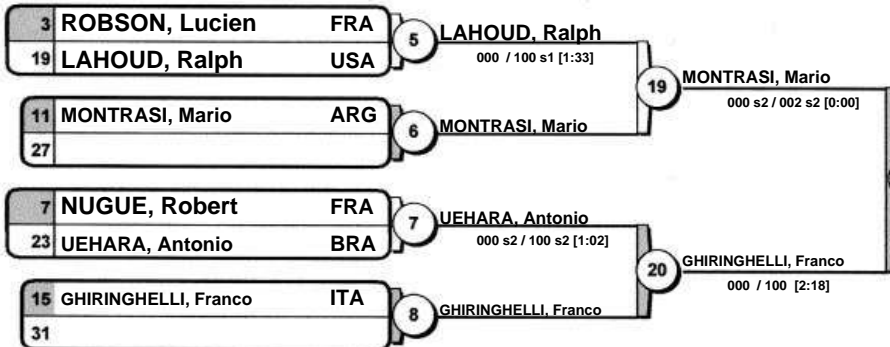 3 ROBSON, Lucien FRA
19 LAHOUD, Ralph USA
5
LAHOUD, Ralph
000 / 100 s1 [1:33]
11 MONTRASI, Mario ARG
27
6
MONTRASI, Mario
19
MONTRASI, Mario
000 s2 / 002 s2 [0:00]
7 NUGUE, Robert FRA
23 UEHARA, Antonio BRA
7
UEHARA, Antonio
000 s2 / 100 s2 [1:02]
15 GHIRINGHELLI, Franco ITA
31
8
GHIRINGHELLI, Franco
20
GHIRINGHELLI, Franco
000 / 100 [2:18]